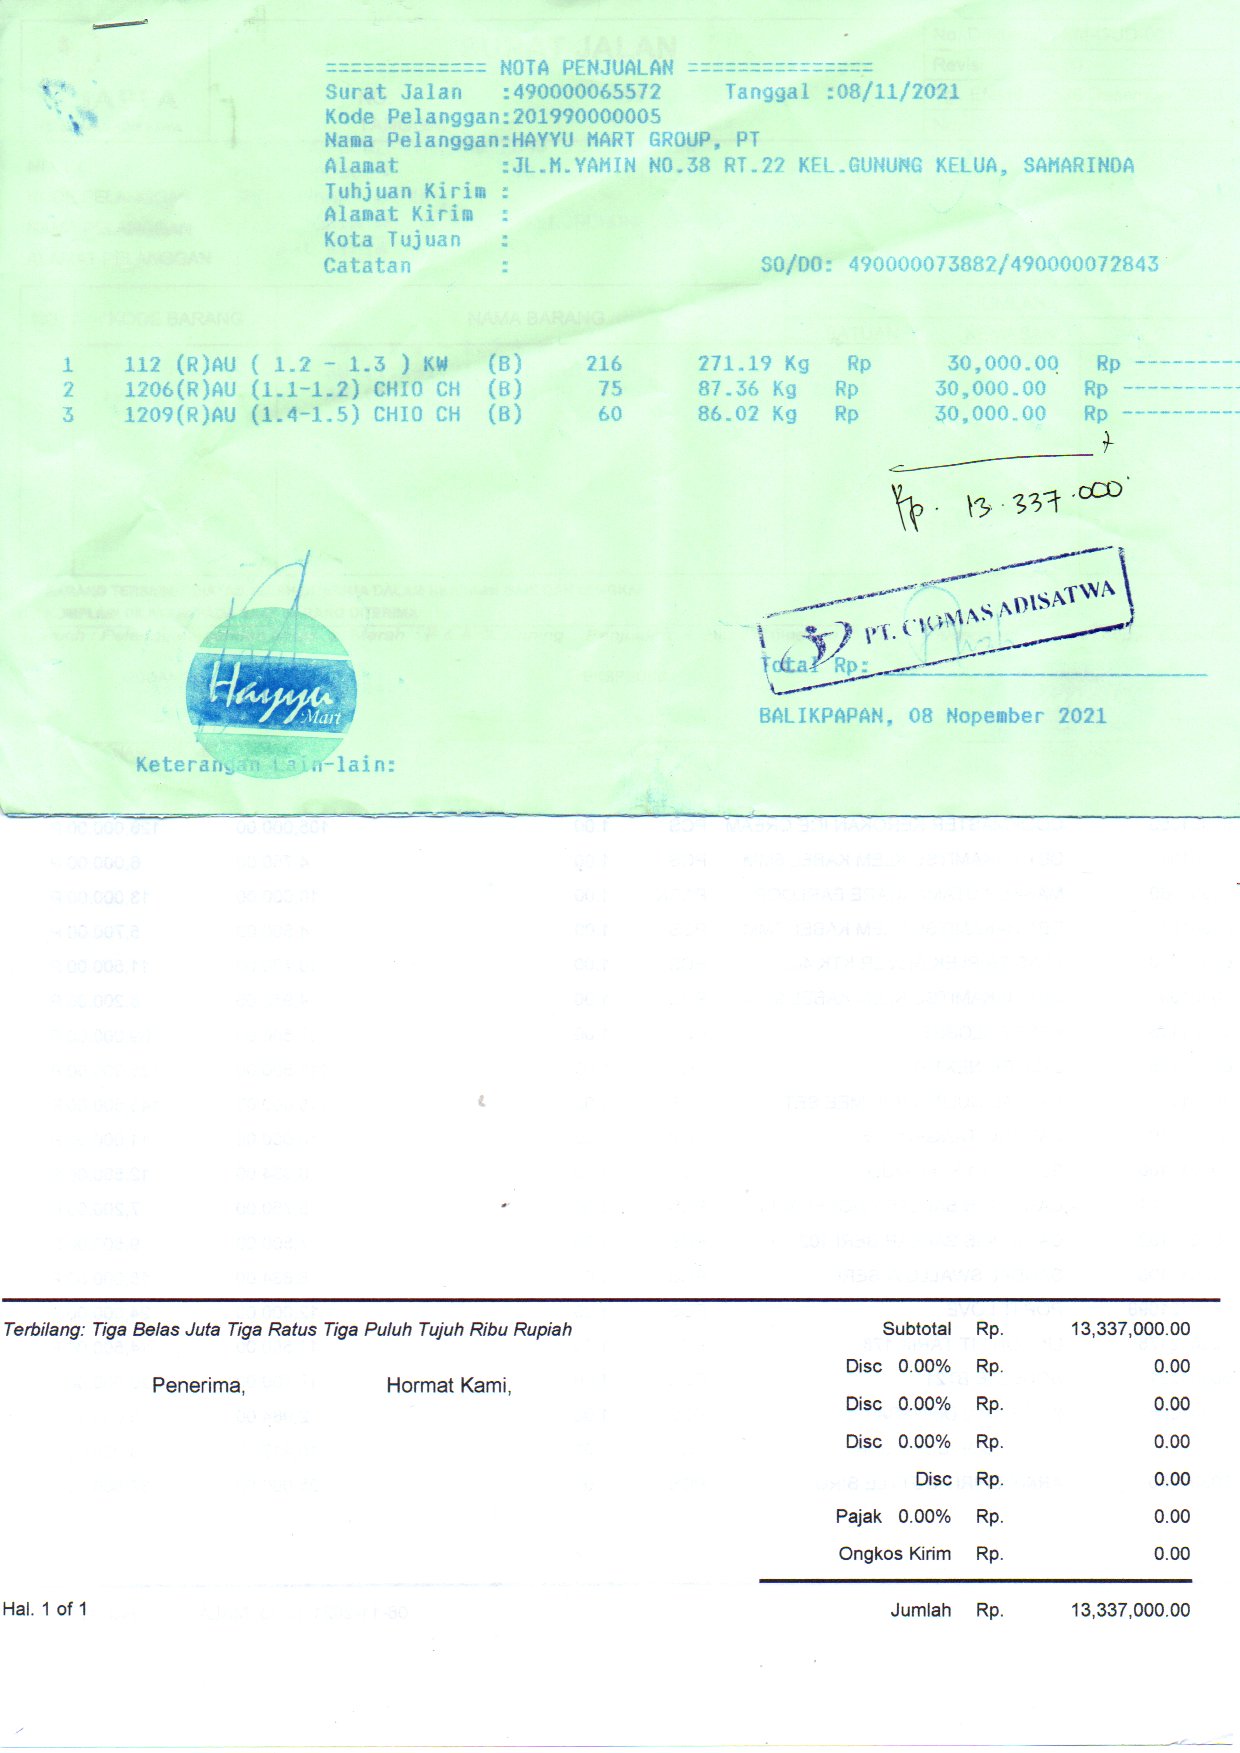 ============= NOTA PENJUALAN ===============
Surat Jalan :490000065572 Tanggal :08/11/2021
Kode Pelanggan:201990000005
Nama Pelanggan:HAYYU MART GROUP, PT
Alamat :JL.M.YAMIN NO.38 RT.22 KEL.GUNUNG KELUA, SAMARINDA
Tuhjuan Kirim :
Alamat Kirim :
Kota Tujuan :
Catatan : SO/DO: 490000073882/490000072843
1 112 (R)AU ( 1.2 - 1.3 ) KW (B) 216 271.19 Kg Rp 30,000.00 Rp ---------
2 1206(R)AU (1.1-1.2) CHIO CH (B) 75 87.36 Kg Rp 30,000.00 Rp ----------
3 1209(R)AU (1.4-1.5) CHIO CH (B) 60 86.02 Kg Rp 30,000.00 Rp ----------
Rp. 13.337.000
PT. CIOMAS ADISATWA
Total Rp:
Hayyu
Mart
BALIKPAPAN, 08 Nopember 2021
Keterangan Lain-lain:
Terbilang: Tiga Belas Juta Tiga Ratus Tiga Puluh Tujuh Ribu Rupiah Subtotal Rp. 13,337,000.00
Disc 0.00% Rp. 0.00
Penerima, Hormat Kami,
Disc 0.00% Rp. 0.00
Disc 0.00% Rp. 0.00
Disc Rp. 0.00
Pajak 0.00% Rp. 0.00
Ongkos Kirim Rp. 0.00
Hal. 1 of 1 Jumlah Rp. 13,337,000.00